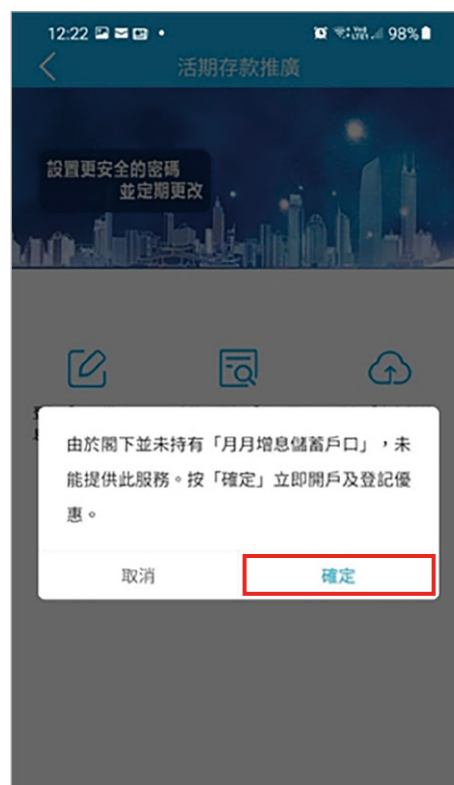 12:22
98%
活期存款推廣
設置更安全的密碼
並定期更改
由於閣下並未持有「月月增息儲蓄戶口」，未
能提供此服務。按「確定」立即開戶及登記優
惠。
取消
確定